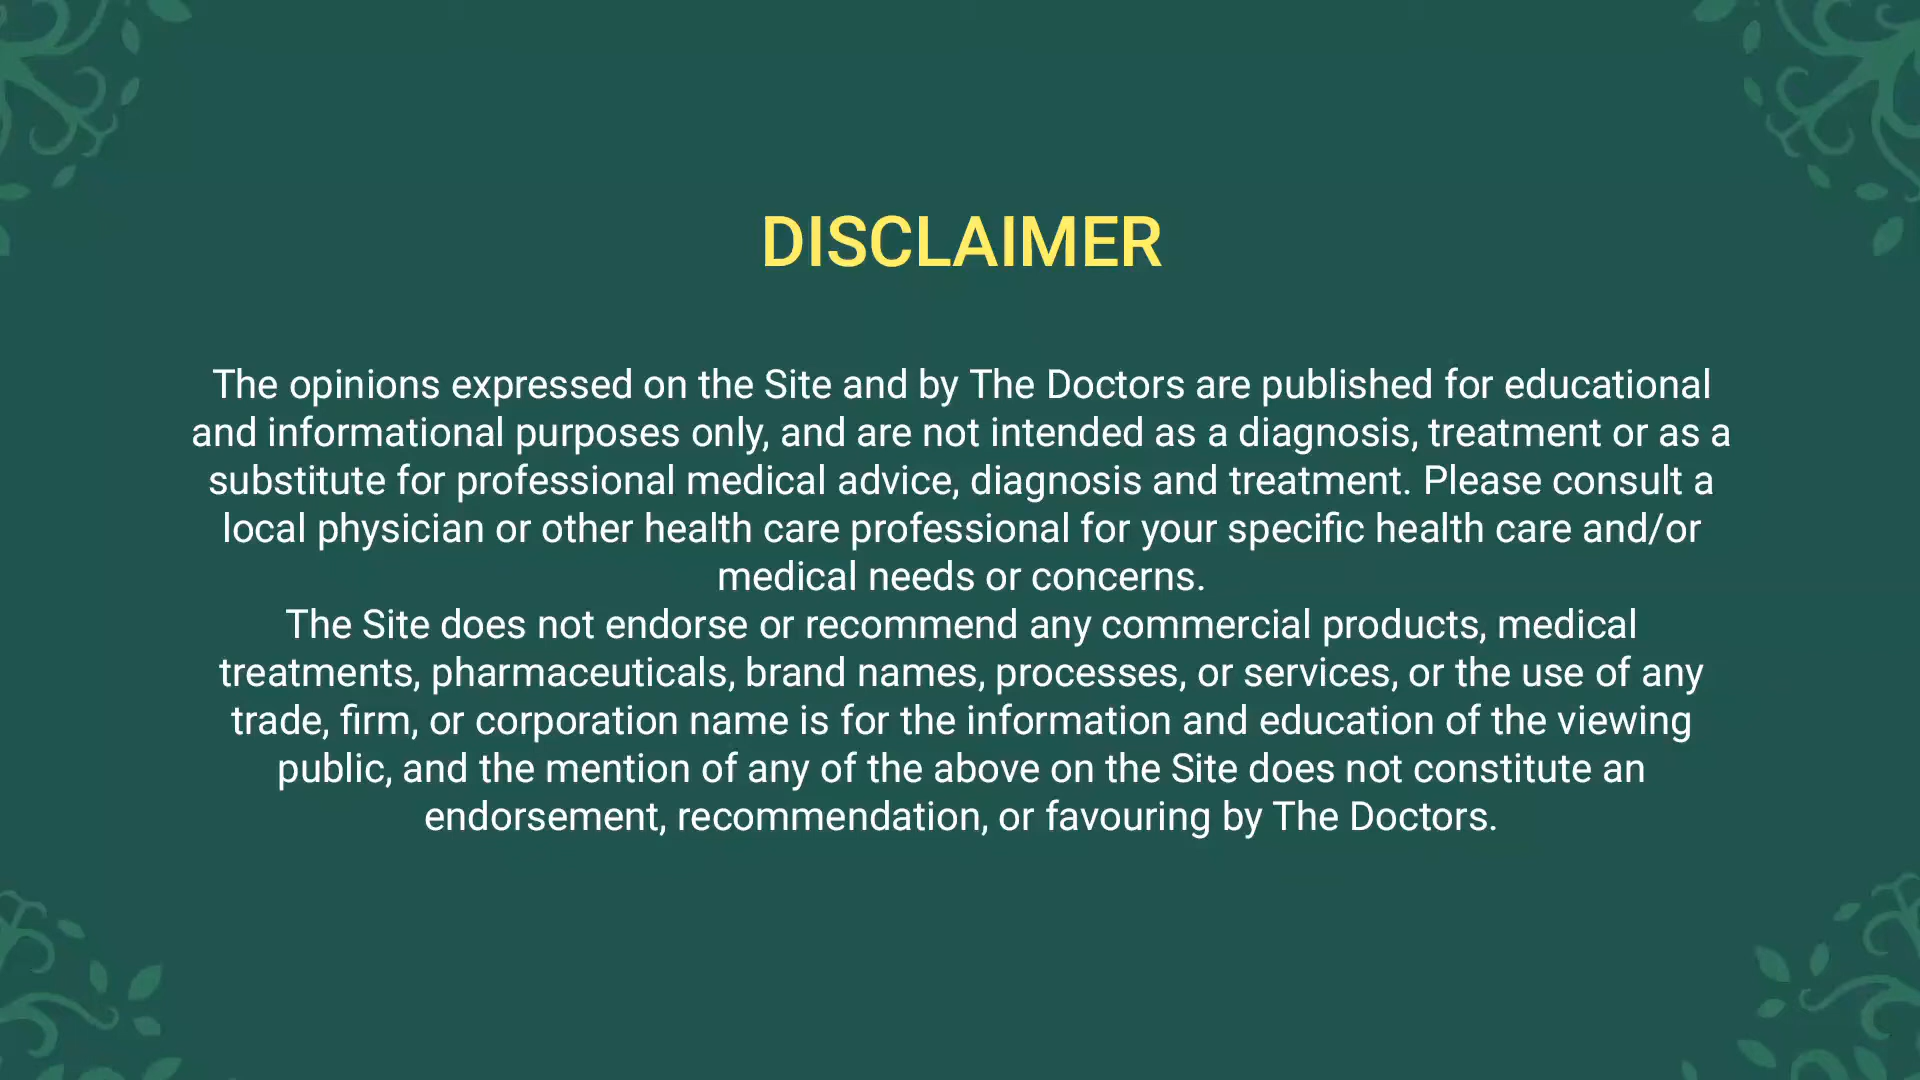 DISCLAIMER
The opinions expressed on the Site and by The Doctors are published for educational
and informational purposes only, and are not intended as a diagnosis, treatment or as a
substitute for professional medical advice, diagnosis and treatment. Please consult a
local physician or other health care professional for your specific health care and/or
medical needs or concerns.
The Site does not endorse or recommend any commercial products, medical
treatments, pharmaceuticals, brand names, processes, or services, or the use of any
trade, firm, or corporation name is for the information and education of the viewing
public, and the mention of any of the above on the Site does not constitute an
endorsement, recommendation, or favouring by The Doctors.